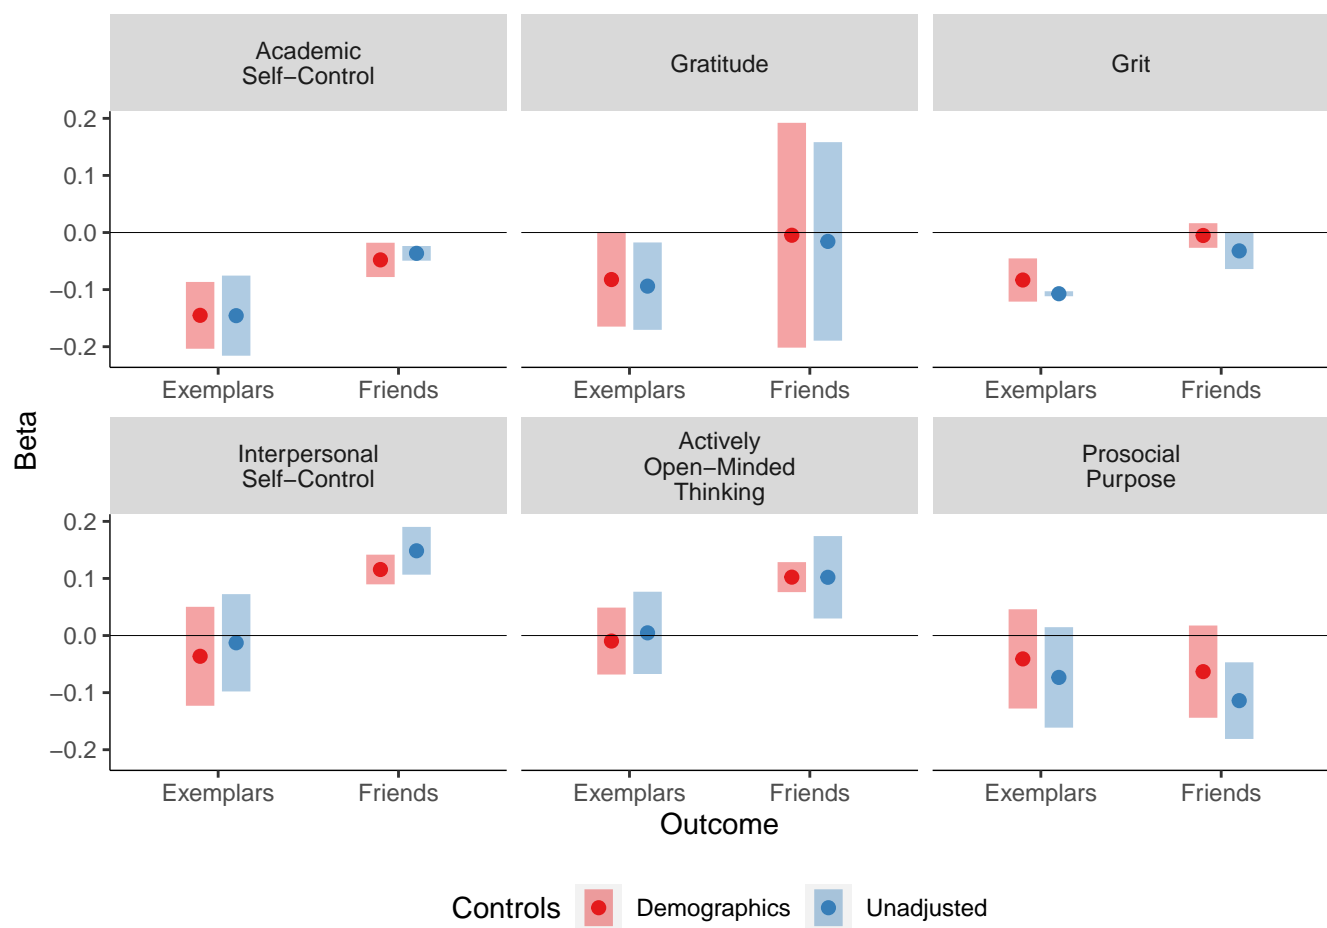 Academic
Self−Control
Gratitude
Grit
0.2
0.1
0.0
−0.1
−0.2
Exemplars
Friends
Exemplars
Friends
Exemplars
Friends
Beta
Interpersonal
Self−Control
Actively
Open−Minded
Thinking
Prosocial
Purpose
0.2
0.1
0.0
−0.1
−0.2
Exemplars
Friends
Exemplars
Friends
Exemplars
Friends
Outcome
Controls
Demographics
Unadjusted